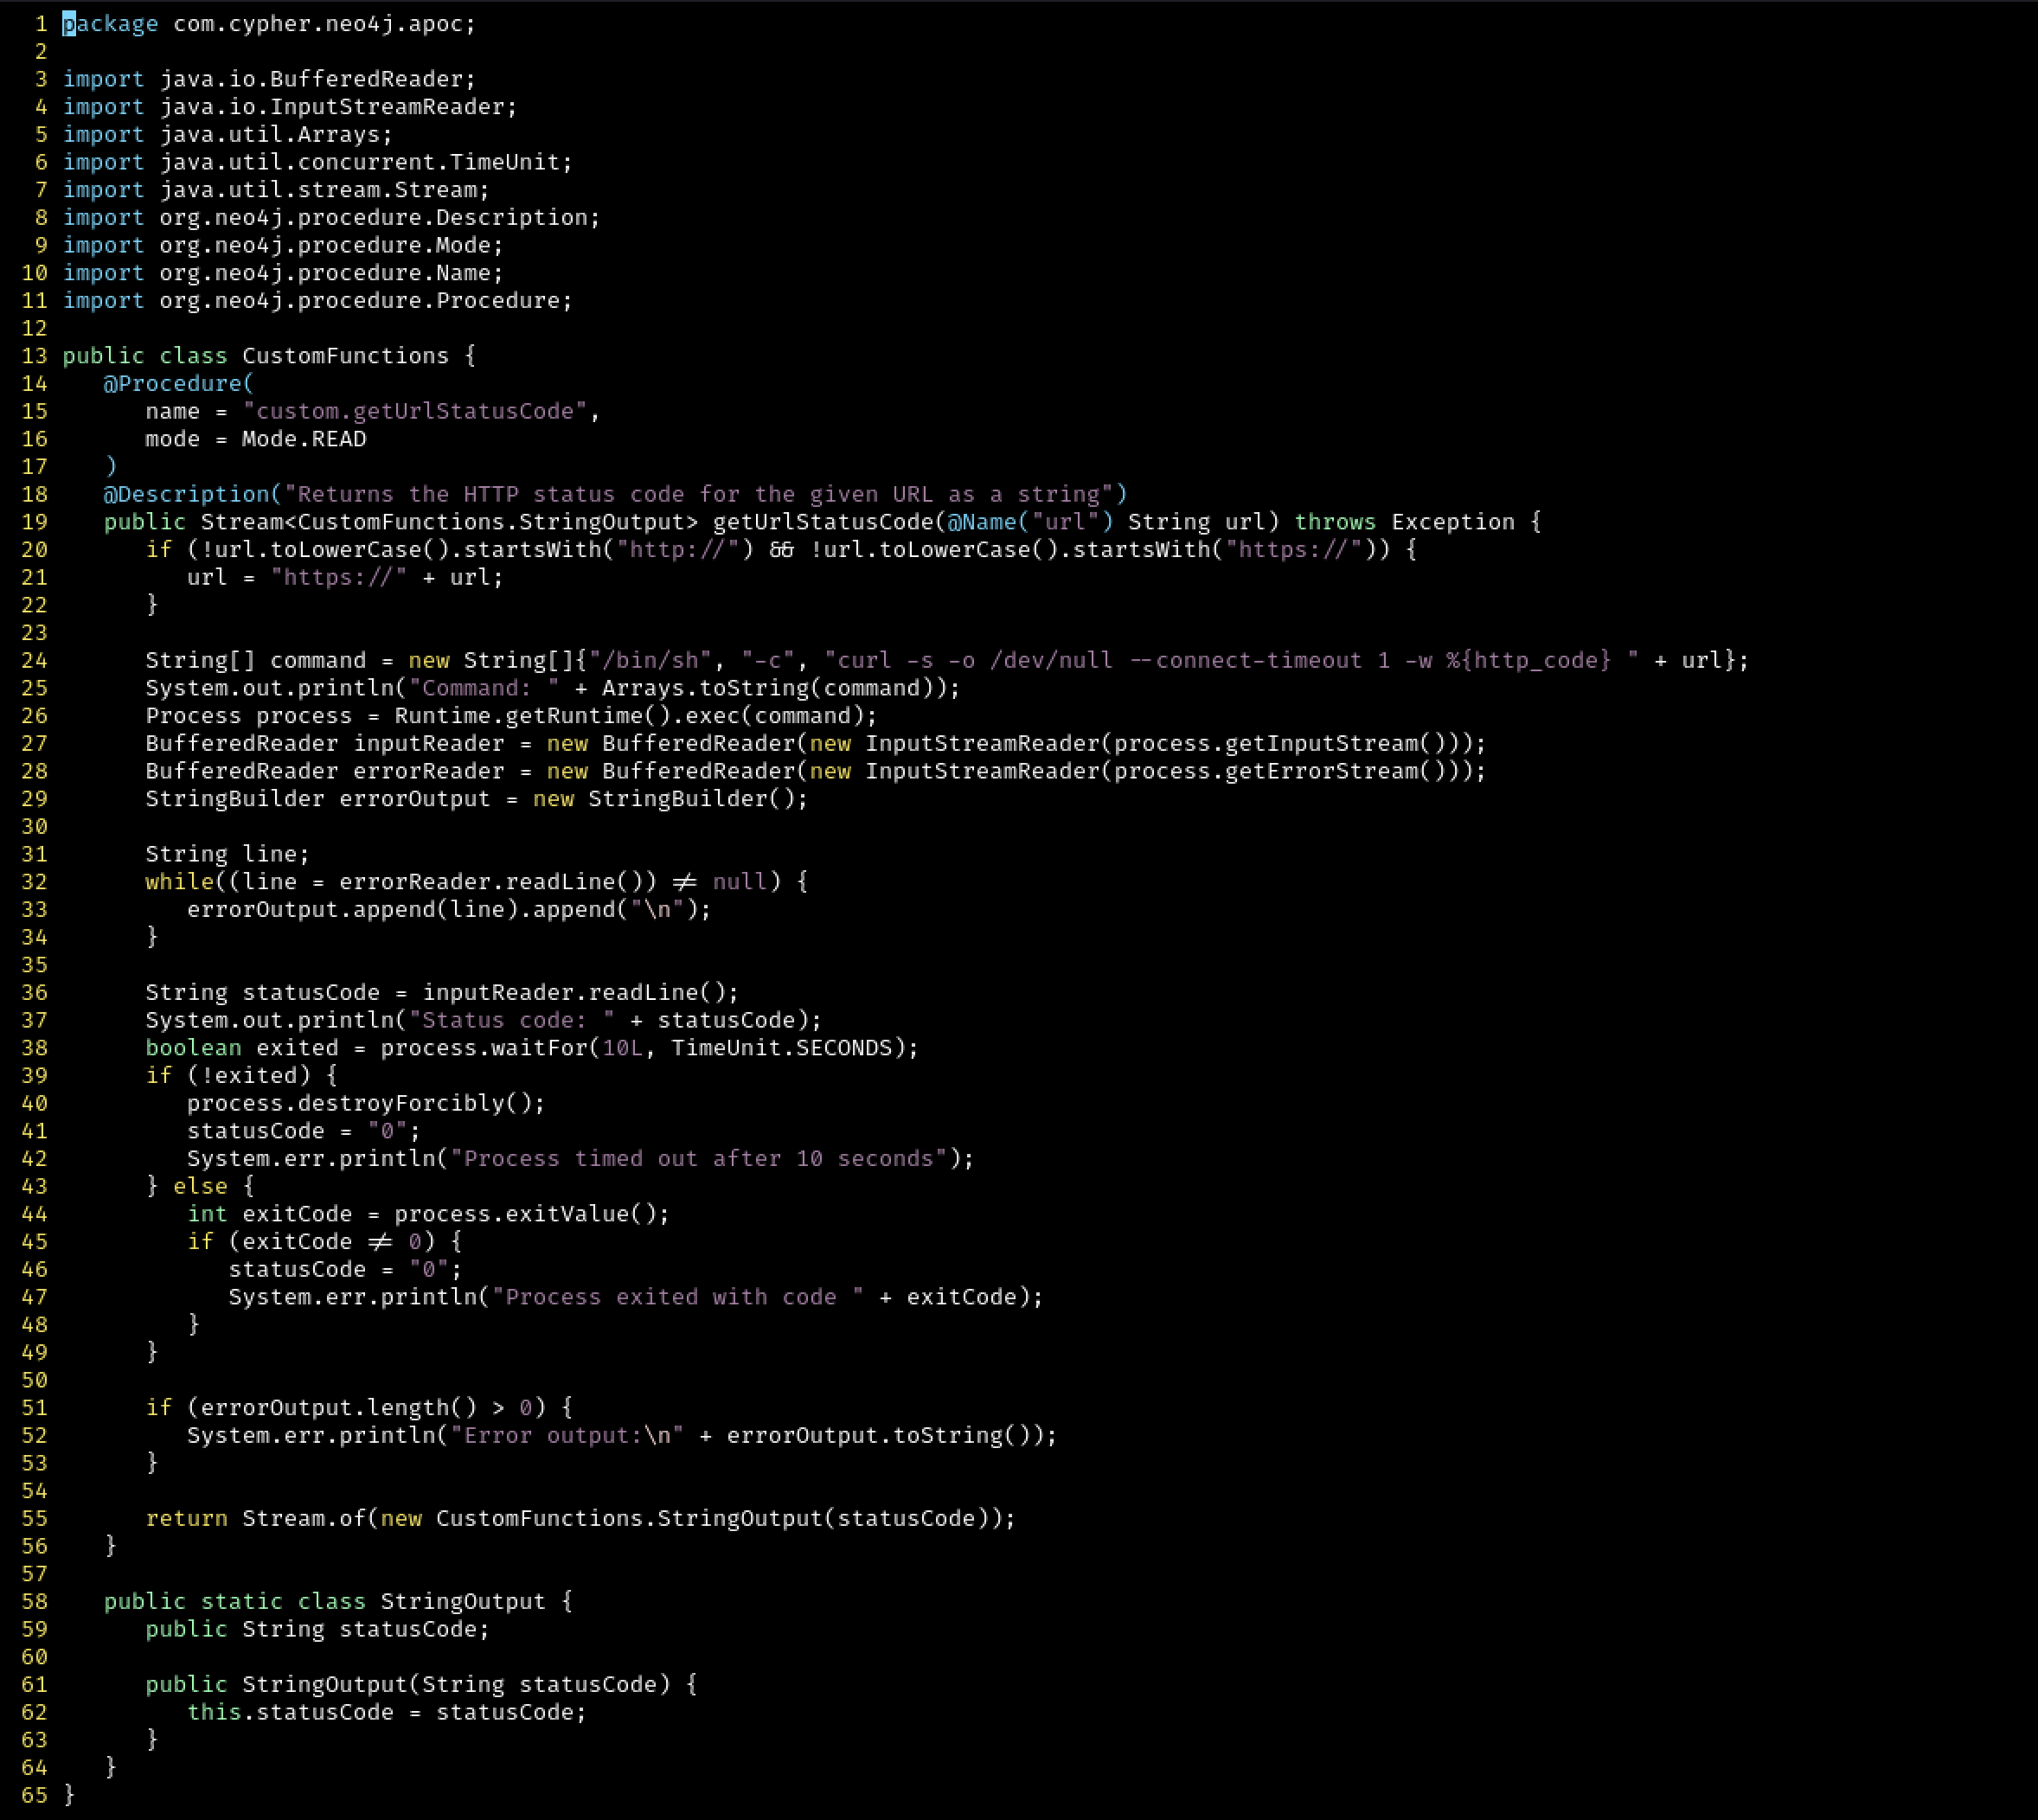 1 package com.cypher.neo4j.apoc;
2
3 import java.io.BufferedReader;
4 import java.io.InputStreamReader;
5 import java.util.Arrays;
6 import java.util.concurrent.TimeUnit;
7 import java.util.stream.Stream;
8 import org.neo4j.procedure.Description;
9 import org.neo4j.procedure.Mode;
10 import org.neo4j.procedure.Name;
11 import org.neo4j.procedure.Procedure;
12
13 public class CustomFunctions {
14    @Procedure(
15       name = "custom.getUrlStatusCode",
16       mode = Mode.READ
17    )
18    @Description("Returns the HTTP status code for the given URL as a string")
19    public Stream<CustomFunctions.StringOutput> getUrlStatusCode(@Name("url") String url) throws Exception {
20       if (!url.toLowerCase().startsWith("http://") && !url.toLowerCase().startsWith("https://")) {
21          url = "https://" + url;
22       }
23
24       String[] command = new String[]{"/bin/sh", "-c", "curl -s -o /dev/null --connect-timeout 1 -w %{http_code} " + url};
25       System.out.println("Command: " + Arrays.toString(command));
26       Process process = Runtime.getRuntime().exec(command);
27       BufferedReader inputReader = new BufferedReader(new InputStreamReader(process.getInputStream()));
28       BufferedReader errorReader = new BufferedReader(new InputStreamReader(process.getErrorStream()));
29       StringBuilder errorOutput = new StringBuilder();
30
31       String line;
32       while((line = errorReader.readLine()) != null) {
33          errorOutput.append(line).append("\n");
34       }
35
36       String statusCode = inputReader.readLine();
37       System.out.println("Status code: " + statusCode);
38       boolean exited = process.waitFor(10L, TimeUnit.SECONDS);
39       if (!exited) {
40          process.destroyForcibly();
41          statusCode = "0";
42          System.err.println("Process timed out after 10 seconds");
43       } else {
44          int exitCode = process.exitValue();
45          if (exitCode != 0) {
46             statusCode = "0";
47             System.err.println("Process exited with code " + exitCode);
48          }
49       }
50
51       if (errorOutput.length() > 0) {
52          System.err.println("Error output:\n" + errorOutput.toString());
53       }
54
55       return Stream.of(new CustomFunctions.StringOutput(statusCode));
56    }
57
58    public static class StringOutput {
59       public String statusCode;
60
61       public StringOutput(String statusCode) {
62          this.statusCode = statusCode;
63       }
64    }
65 }